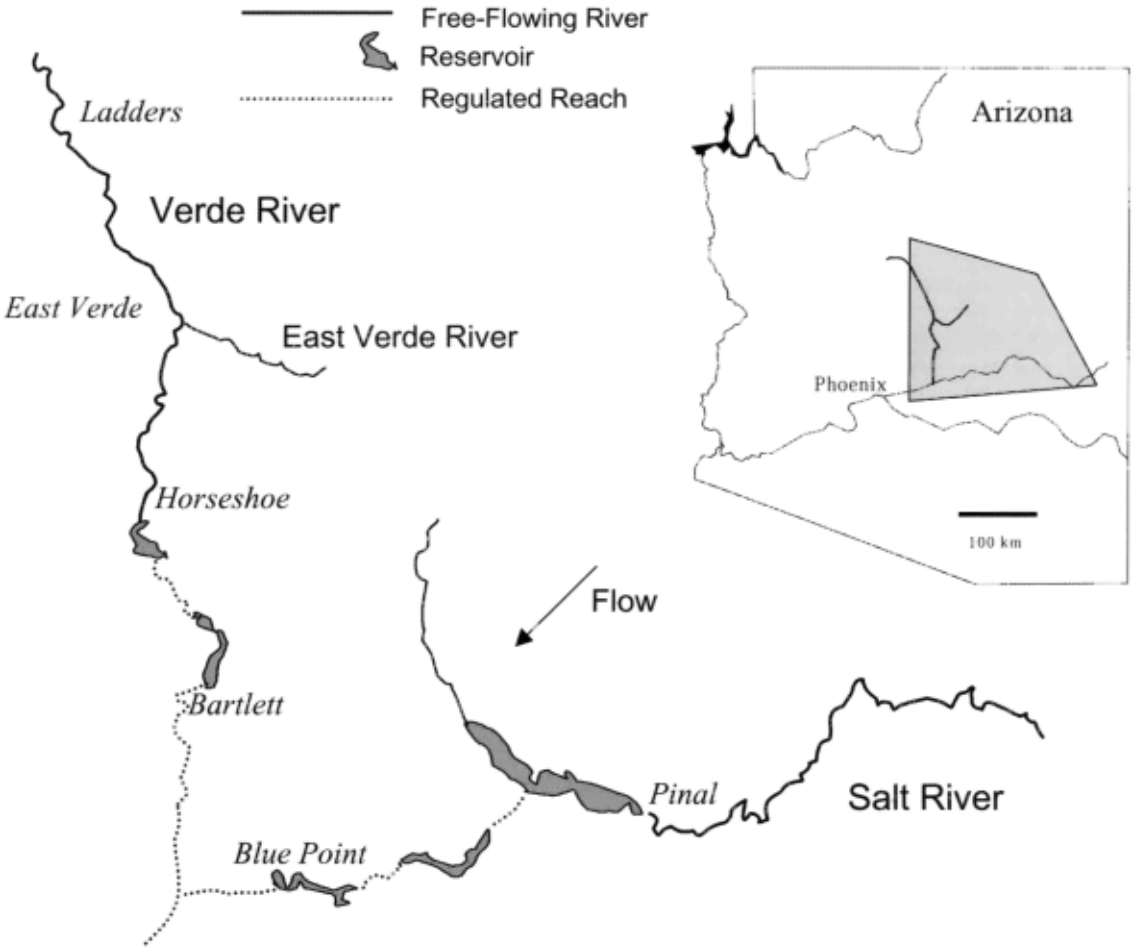 Free-Flowing River
Reservoir
Regulated Reach
Arizona
Ladders
Verde River
East Verde
East Verde River
Phoenix
Horseshoe
100 km
Flow
Bartlett
Pinal
Salt River
Blue Point